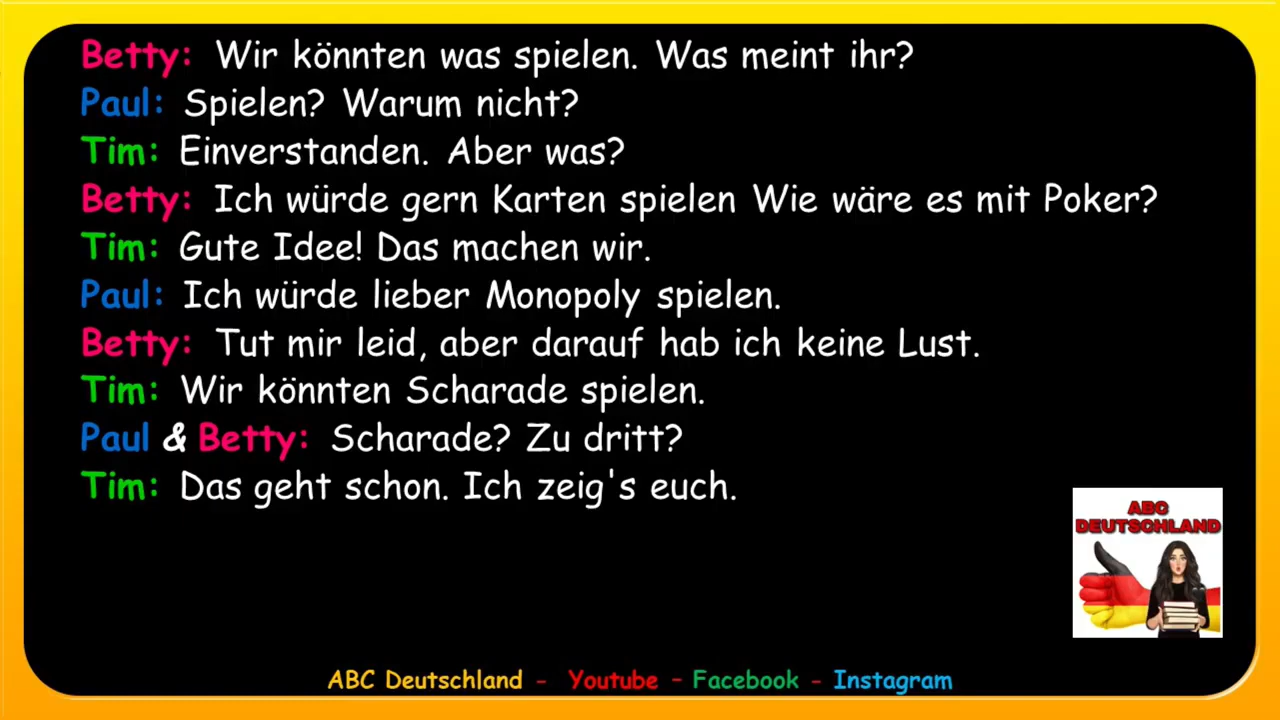 Betty: Wir könnten was spielen. Was meint ihr?
Paul: Spielen? Warum nicht?
Tim: Einverstanden. Aber was?
Betty: Ich würde gern Karten spielen Wie wäre es mit Poker?
Tim: Gute Idee! Das machen wir.
Paul: Ich würde lieber Monopoly spielen.
Betty: Tut mir leid, aber darauf hab ich keine Lust.
Tim: Wir könnten Scharade spielen.
Paul & Betty: Scharade? Zu dritt?
Tim: Das geht schon. Ich zeig's euch.
ABC
DEUTSCHLAND
ABC Deutschland - Youtube - Facebook - Instagram